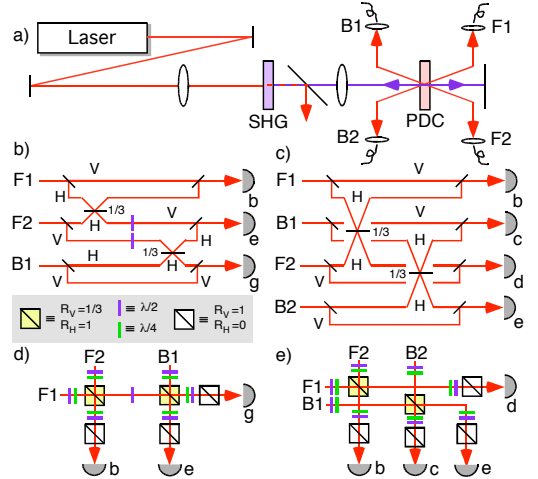 a)
Laser
SHG
PDC
B1
F1
B2
F2
b)
F1
V
H
1/3
b
F2
H
V
H
V
1/3
e
B1
H
H
V
g
c)
F1
V
H
H
b
B1
V
1/3
c
F2
H
H
1/3
V
d
B2
H
H
V
e
≡ R_V=1/3
R_H=1
≡ λ/2
≡ λ/4
≡ R_V=1
R_H=0
d)
F2
B1
F1
g
b
e
e)
F2
B2
F1
B1
d
b
c
e